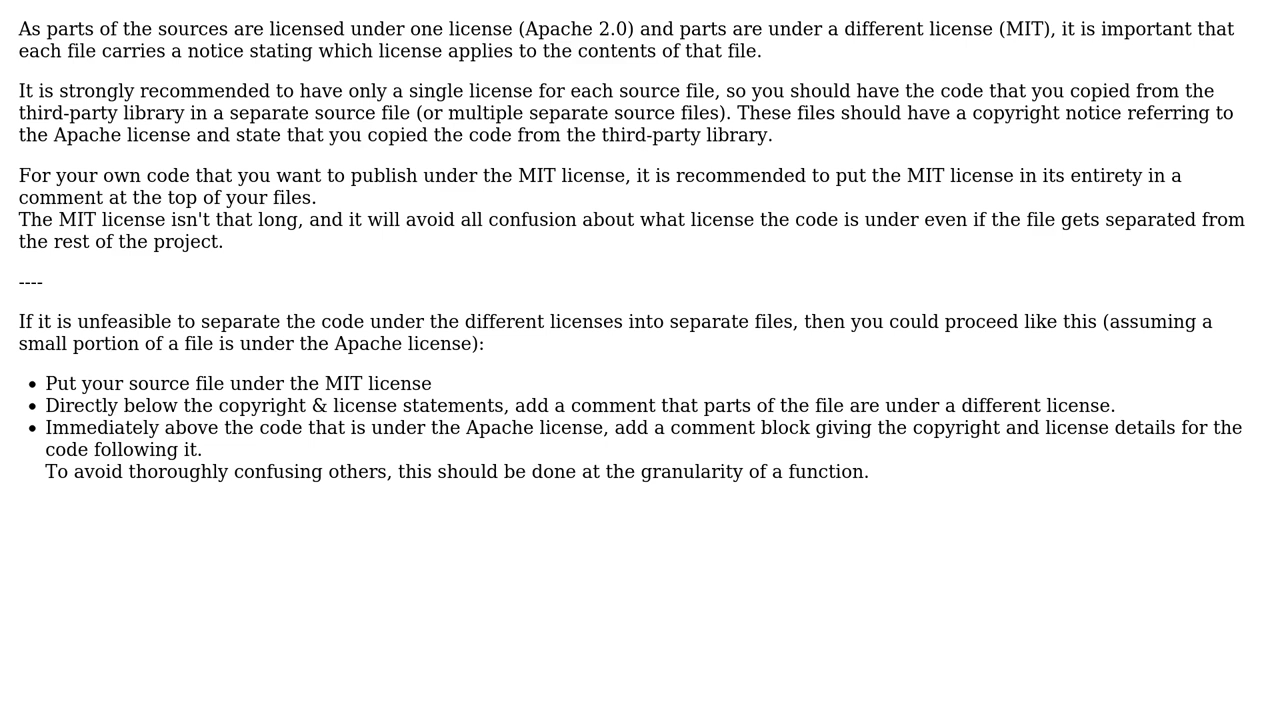 As parts of the sources are licensed under one license (Apache 2.0) and parts are under a different license (MIT), it is important that
each file carries a notice stating which license applies to the contents of that file.
It is strongly recommended to have only a single license for each source file, so you should have the code that you copied from the
third-party library in a separate source file (or multiple separate source files). These files should have a copyright notice referring to
the Apache license and state that you copied the code from the third-party library.
For your own code that you want to publish under the MIT license, it is recommended to put the MIT license in its entirety in a
comment at the top of your files.
The MIT license isn't that long, and it will avoid all confusion about what license the code is under even if the file gets separated from
the rest of the project.
----
If it is unfeasible to separate the code under the different licenses into separate files, then you could proceed like this (assuming a
small portion of a file is under the Apache license):
• Put your source file under the MIT license
• Directly below the copyright & license statements, add a comment that parts of the file are under a different license.
• Immediately above the code that is under the Apache license, add a comment block giving the copyright and license details for the
code following it.
To avoid thoroughly confusing others, this should be done at the granularity of a function.